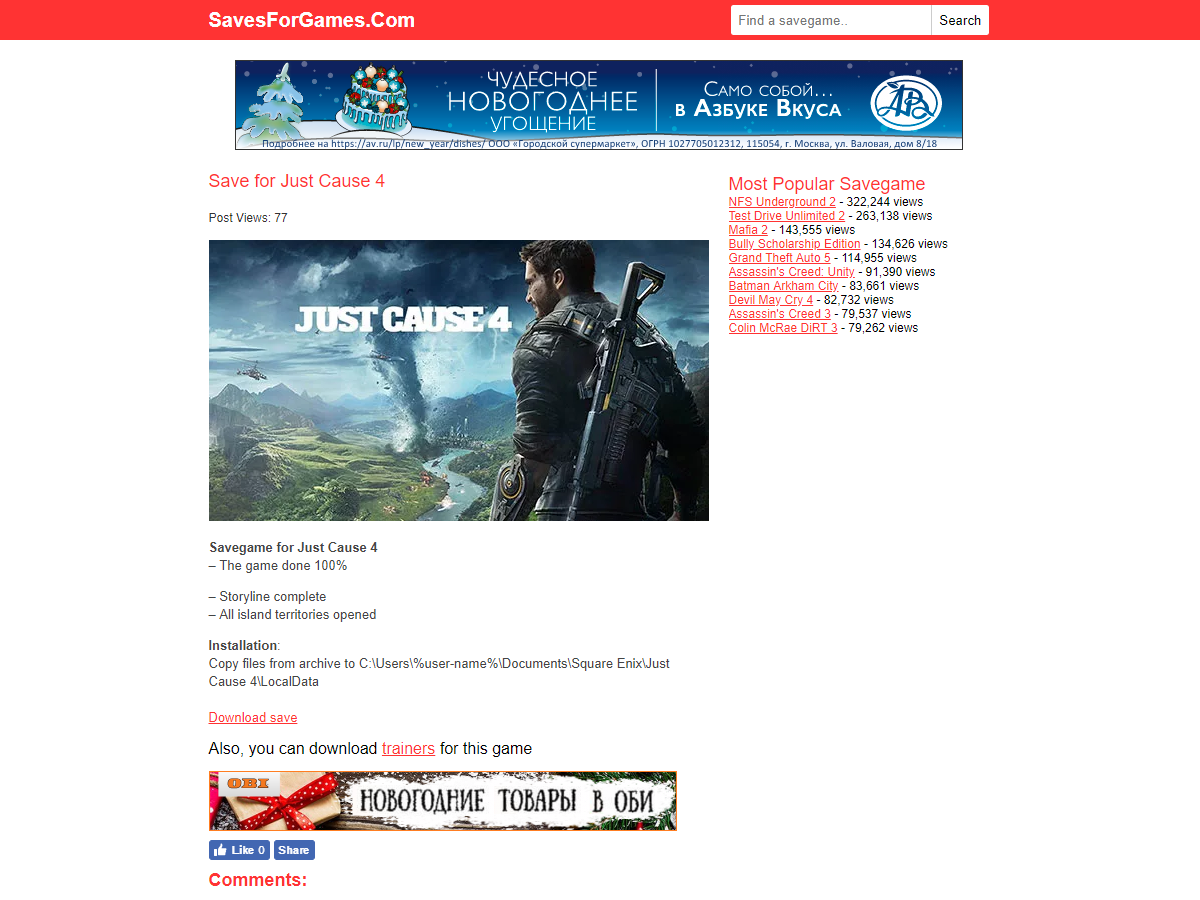 SavesForGames.Com
Find a savegame..
Search
ЧУДЕСНОЕ
НОВОГОДНЕЕ
УГОЩЕНИЕ
Само собой...
в Азбуке Вкуса
Подробнее на https://av.ru/lp/new_year/dishes/ ООО «Городской супермаркет», ОГРН 1027705012312, 115054, г. Москва, ул. Валовая, дом 8/18
Save for Just Cause 4
Post Views: 77
JUST CAUSE 4
Savegame for Just Cause 4
– The game done 100%
– Storyline complete
– All island territories opened
Installation:
Copy files from archive to C:\Users\%user-name%\Documents\Square Enix\Just
Cause 4\LocalData
Download save
Also, you can download trainers for this game
OBI
НОВОГОДНИЕ ТОВАРЫ В ОБИ
Like 0
Share
Comments:
Most Popular Savegame
NFS Underground 2 - 322,244 views
Test Drive Unlimited 2 - 263,138 views
Mafia 2 - 143,555 views
Bully Scholarship Edition - 134,626 views
Grand Theft Auto 5 - 114,955 views
Assassin's Creed: Unity - 91,390 views
Batman Arkham City - 83,661 views
Devil May Cry 4 - 82,732 views
Assassin's Creed 3 - 79,537 views
Colin McRae DiRT 3 - 79,262 views